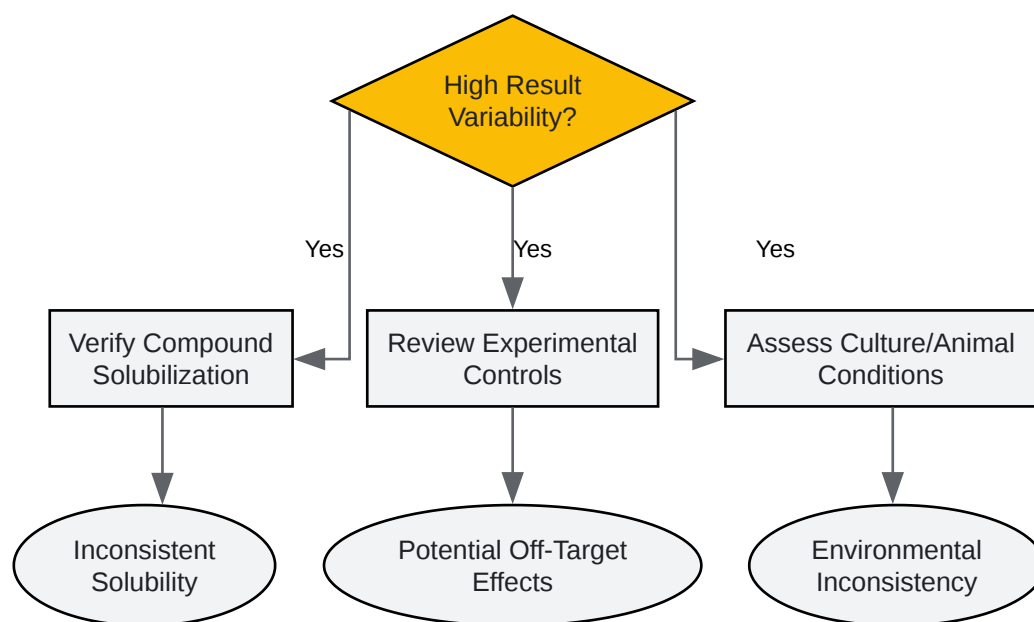 High Result
Variability?
Yes
Yes
Yes
Verify Compound
Solubilization
Review Experimental
Controls
Assess Culture/Animal
Conditions
Inconsistent
Solubility
Potential Off-Target
Effects
Environmental
Inconsistency